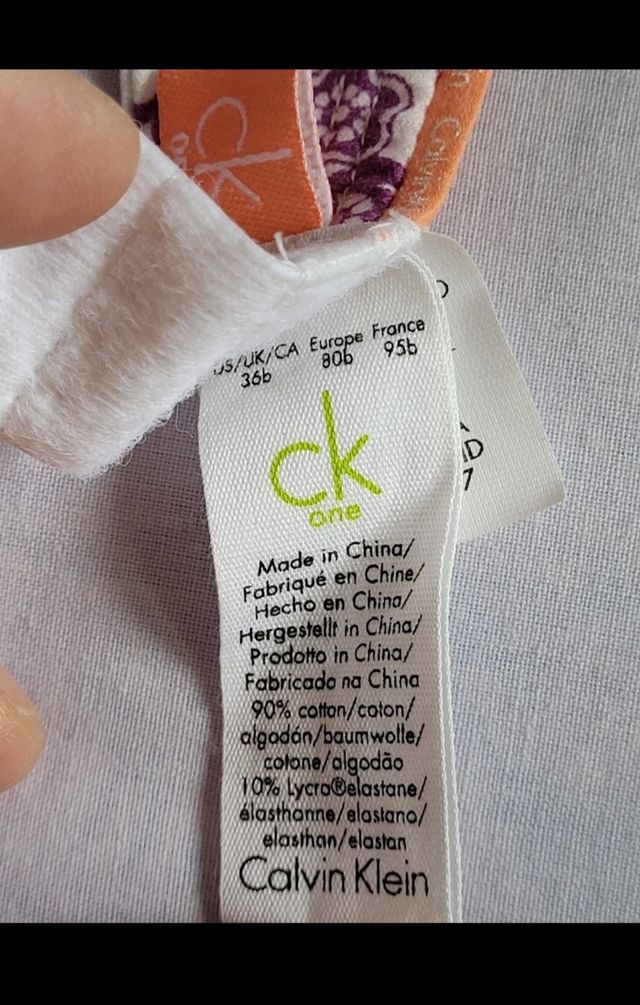 ck
Calvin
US/UK/CA Europe France
36b 80b 95b
ck
one
Made in China/
Fabriqué en Chine/
Hecho en China/
Hergestellt in China/
Prodotto in China/
Fabricado na China
90% cotton/coton/
algodón/baumwolle/
cotone/algodão
10% Lycra®elastane/
élasthanne/elastano/
elasthan/elastan
Calvin Klein